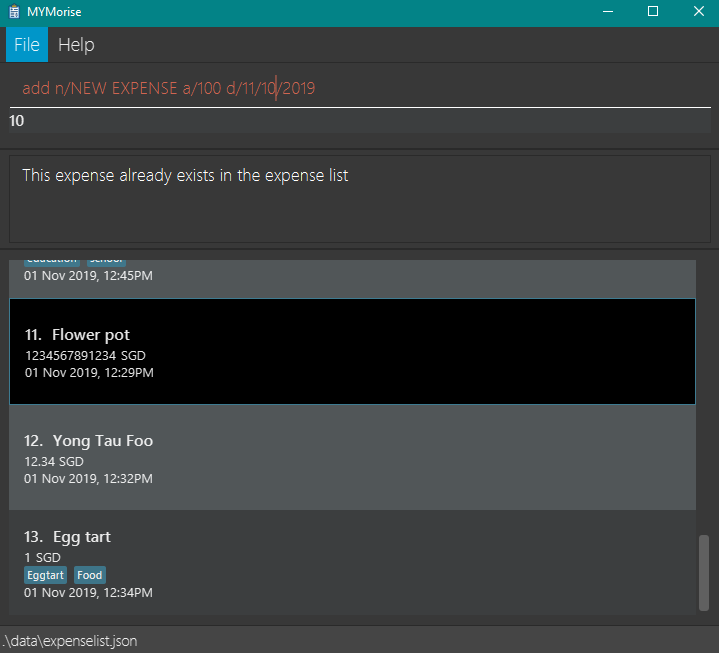 MYMorise
File Help
add n/NEW EXPENSE a/100 d/11/10/2019
10
This expense already exists in the expense list
education school
01 Nov 2019, 12:45PM
11. Flower pot
1234567891234 SGD
01 Nov 2019, 12:29PM
12. Yong Tau Foo
12.34 SGD
01 Nov 2019, 12:32PM
13. Egg tart
1 SGD
Eggtart Food
01 Nov 2019, 12:34PM
.\data\expenselist.json